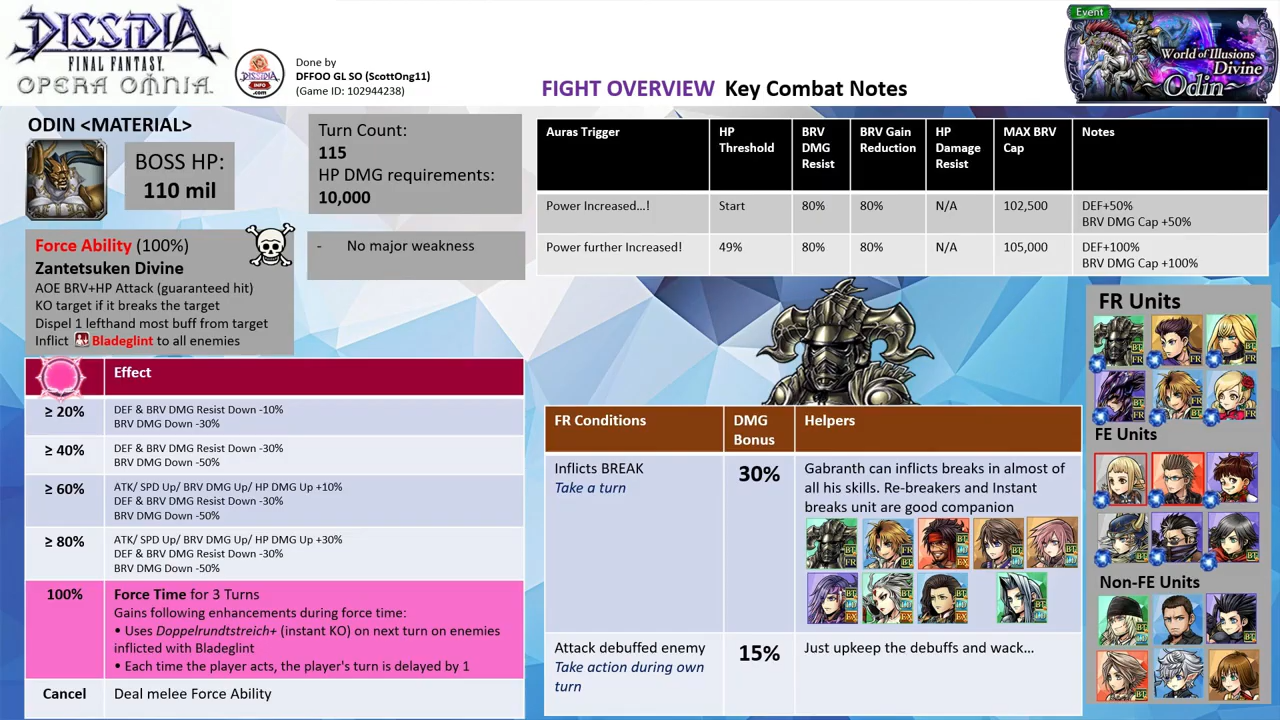 DISSIDIA
FINAL FANTASY
OPERA OMNIA
DISSIDIA
INFO
.COM
Done by
DFFOO GL SO (ScottOng11)
(Game ID: 102944238)
FIGHT OVERVIEW Key Combat Notes
Event
World of Illusions
Divine
Odin
ODIN <MATERIAL>
BOSS HP:
110 mil
Turn Count:
115
HP DMG requirements:
10,000
Force Ability (100%)
Zantetsuken Divine
AOE BRV+HP Attack (guaranteed hit)
KO target if it breaks the target
Dispel 1 lefthand most buff from target
Inflict Bladeglint to all enemies
- No major weakness
Auras Trigger
HP
Threshold
BRV
DMG
Resist
BRV Gain
Reduction
HP
Damage
Resist
MAX BRV
Cap
Notes
Power Increased…!
Start
80%
80%
N/A
102,500
DEF+50%
BRV DMG Cap +50%
Power further Increased!
49%
80%
80%
N/A
105,000
DEF+100%
BRV DMG Cap +100%
Effect
≥ 20%
DEF & BRV DMG Resist Down -10%
BRV DMG Down -30%
≥ 40%
DEF & BRV DMG Resist Down -30%
BRV DMG Down -50%
≥ 60%
ATK/ SPD Up/ BRV DMG Up/ HP DMG Up +10%
DEF & BRV DMG Resist Down -30%
BRV DMG Down -50%
≥ 80%
ATK/ SPD Up/ BRV DMG Up/ HP DMG Up +30%
DEF & BRV DMG Resist Down -30%
BRV DMG Down -50%
100%
Force Time for 3 Turns
Gains following enhancements during force time:
• Uses Doppelrundtstreich+ (instant KO) on next turn on enemies
inflicted with Bladeglint
• Each time the player acts, the player's turn is delayed by 1
Cancel
Deal melee Force Ability
FR Conditions
DMG
Bonus
Helpers
Inflicts BREAK
Take a turn
30%
Gabranth can inflicts breaks in almost of
all his skills. Re-breakers and Instant
breaks unit are good companion
Attack debuffed enemy
Take action during own
turn
15%
Just upkeep the debuffs and wack…
FR Units
FE Units
Non-FE Units